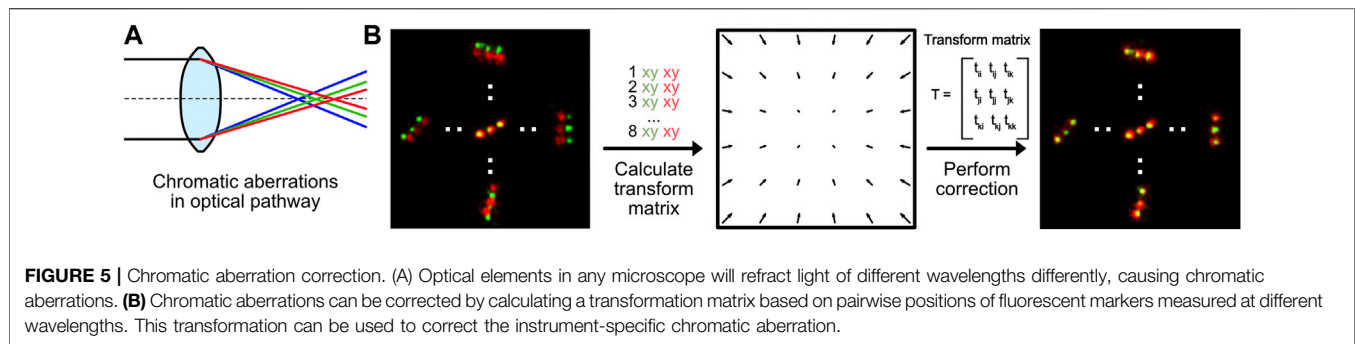 A
B
Chromatic aberrations
in optical pathway
1 xy xy
2 xy xy
3 xy xy
...
8 xy xy
Calculate
transform
matrix
Transform matrix
T = 
t_ii t_ij t_ik
t_ji t_jj t_jk
t_ki t_kj t_kk
Perform
correction
FIGURE 5 | Chromatic aberration correction. (A) Optical elements in any microscope will refract light of different wavelengths differently, causing chromatic
aberrations. (B) Chromatic aberrations can be corrected by calculating a transformation matrix based on pairwise positions of fluorescent markers measured at different
wavelengths. This transformation can be used to correct the instrument-specific chromatic aberration.